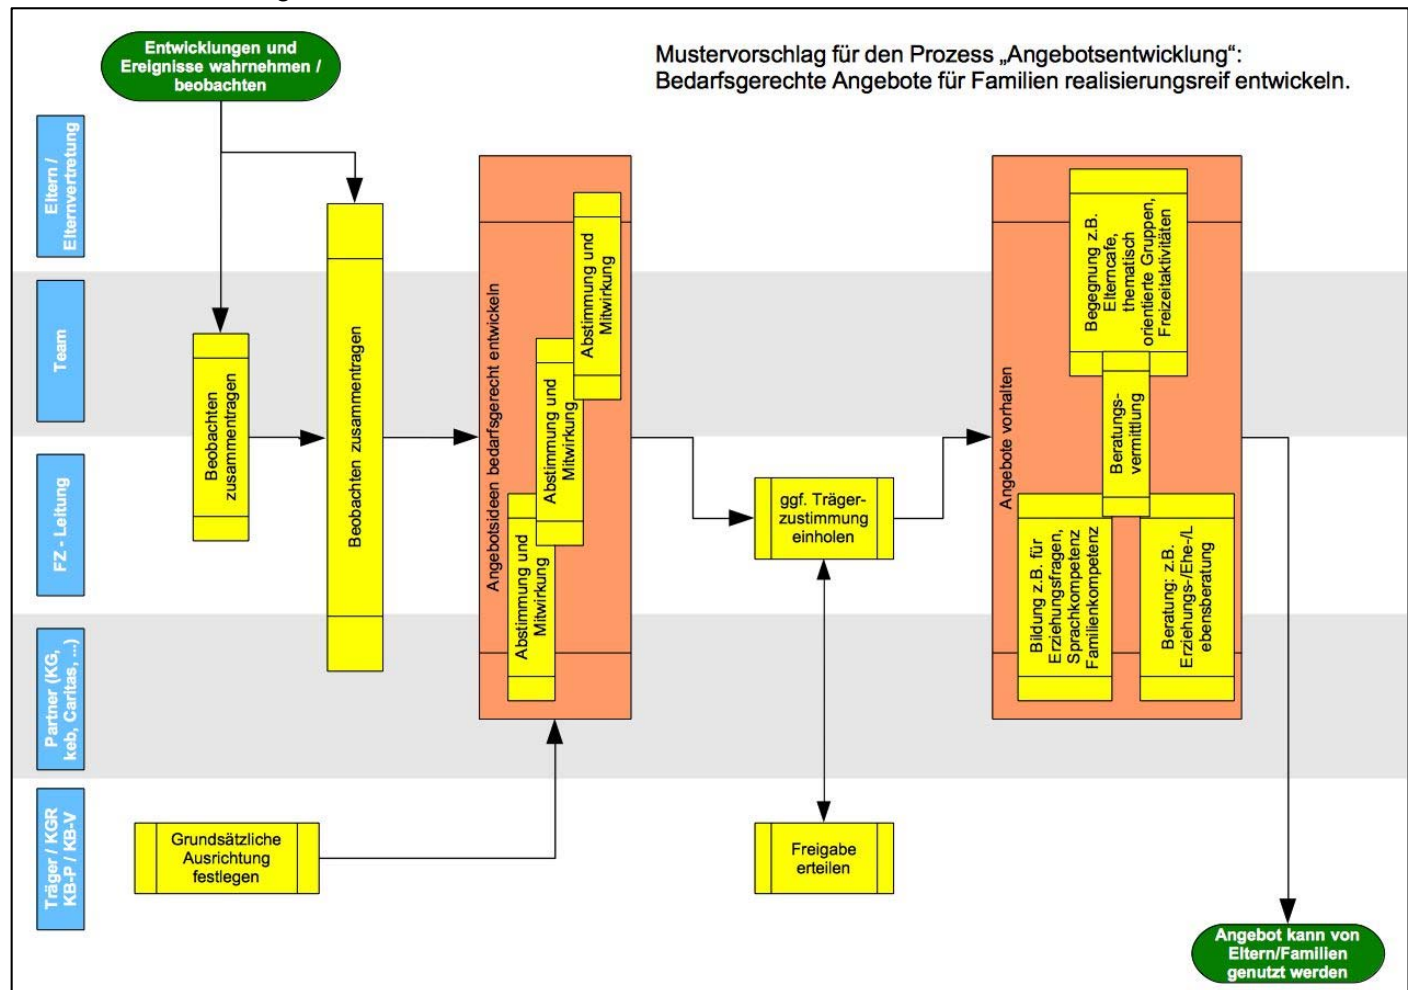 Entwicklungen und
Ereignisse wahrnehmen /
beobachten
Mustervorschlag für den Prozess „Angebotsentwicklung“:
Bedarfsgerechte Angebote für Familien realisierungsreif entwickeln.
Eltern /
Elternvertretung
Team
FZ - Leitung
Partner (KG,
keb, Caritas, ...)
Träger / KGR
KB-P / KB-V
Beobachten
zusammentragen
Beobachten zusammentragen
Angebotsideen bedarfsgerecht entwickeln
Abstimmung und
Mitwirkung
Abstimmung und
Mitwirkung
Abstimmung und
Mitwirkung
Grundsätzliche
Ausrichtung
festlegen
ggf. Träger-
zustimmung
einholen
Freigabe
erteilen
Angebote vorhalten
Begegnung z.B.
Elterncafe,
thematisch
orientierte Gruppen,
Freizeitaktivitäten
Beratungs-
vermittlung
Bildung z.B. für
Erziehungsfragen,
Sprachkompetenz
Familienkompetenz
Beratung: z.B.
Erziehungs-/Ehe-/L
ebensberatung
Angebot kann von
Eltern/Familien
genutzt werden